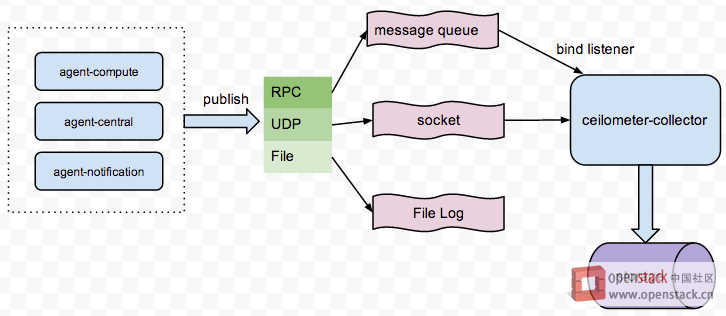 agent-compute
agent-central
agent-notification
publish
RPC
UDP
File
message queue
socket
File Log
bind listener
ceilometer-collector
openstack 中国社区
www.openstack.cn